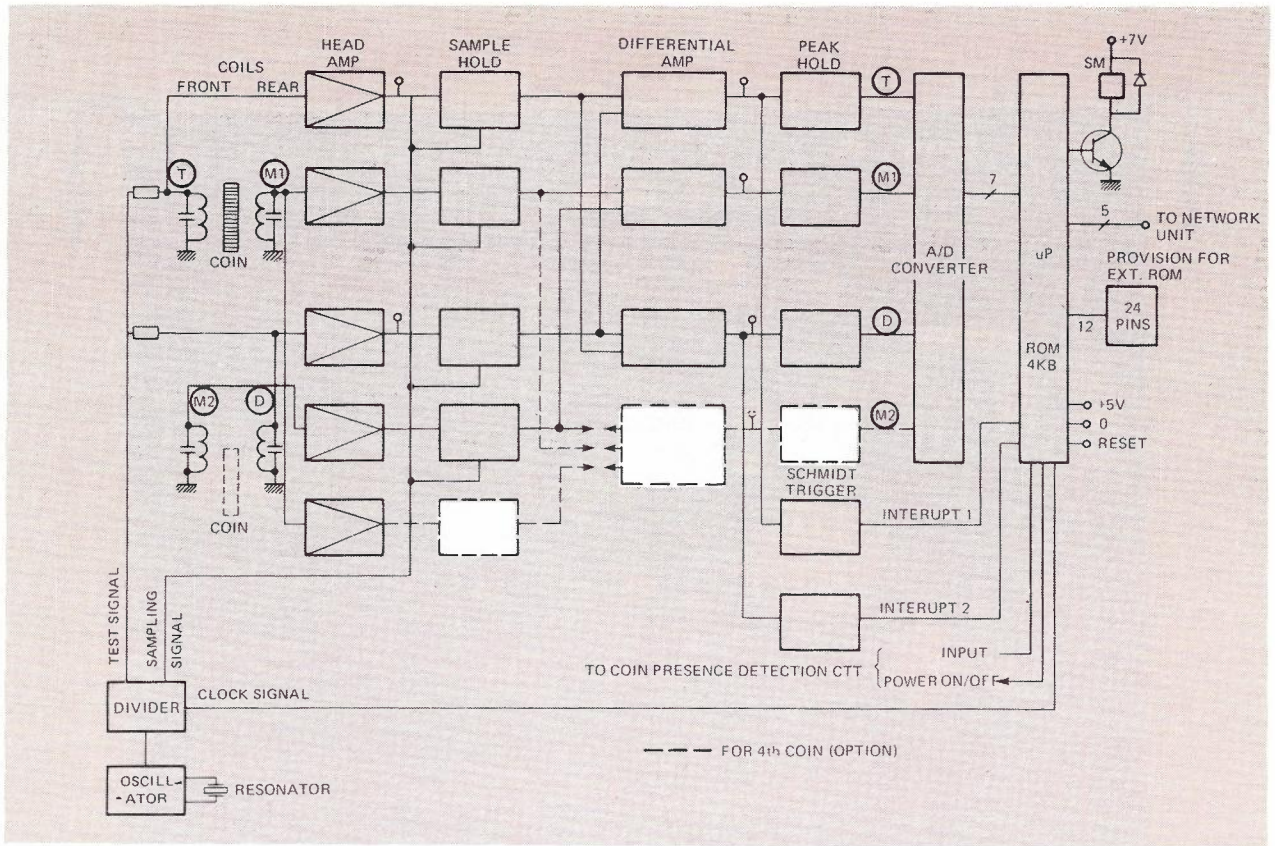 HEAD
AMP
SAMPLE
HOLD
DIFFERENTIAL
AMP
PEAK
HOLD
+7V
SM
COILS
FRONT REAR
T
T
M1
M1
COIN
7
5
TO NETWORK
UNIT
A/D
CONVERTER
uP
PROVISION FOR
EXT. ROM
24
PINS
12
D
ROM
4KB
M2
D
M2
+5V
0
RESET
COIN
SCHMIDT
TRIGGER
INTERUPT 1
INTERUPT 2
INPUT
TO COIN PRESENCE DETECTION CTT
POWER ON/OFF
TEST SIGNAL
SAMPLING
SIGNAL
CLOCK SIGNAL
DIVIDER
FOR 4th COIN (OPTION)
OSCILL-
-ATOR
RESONATOR